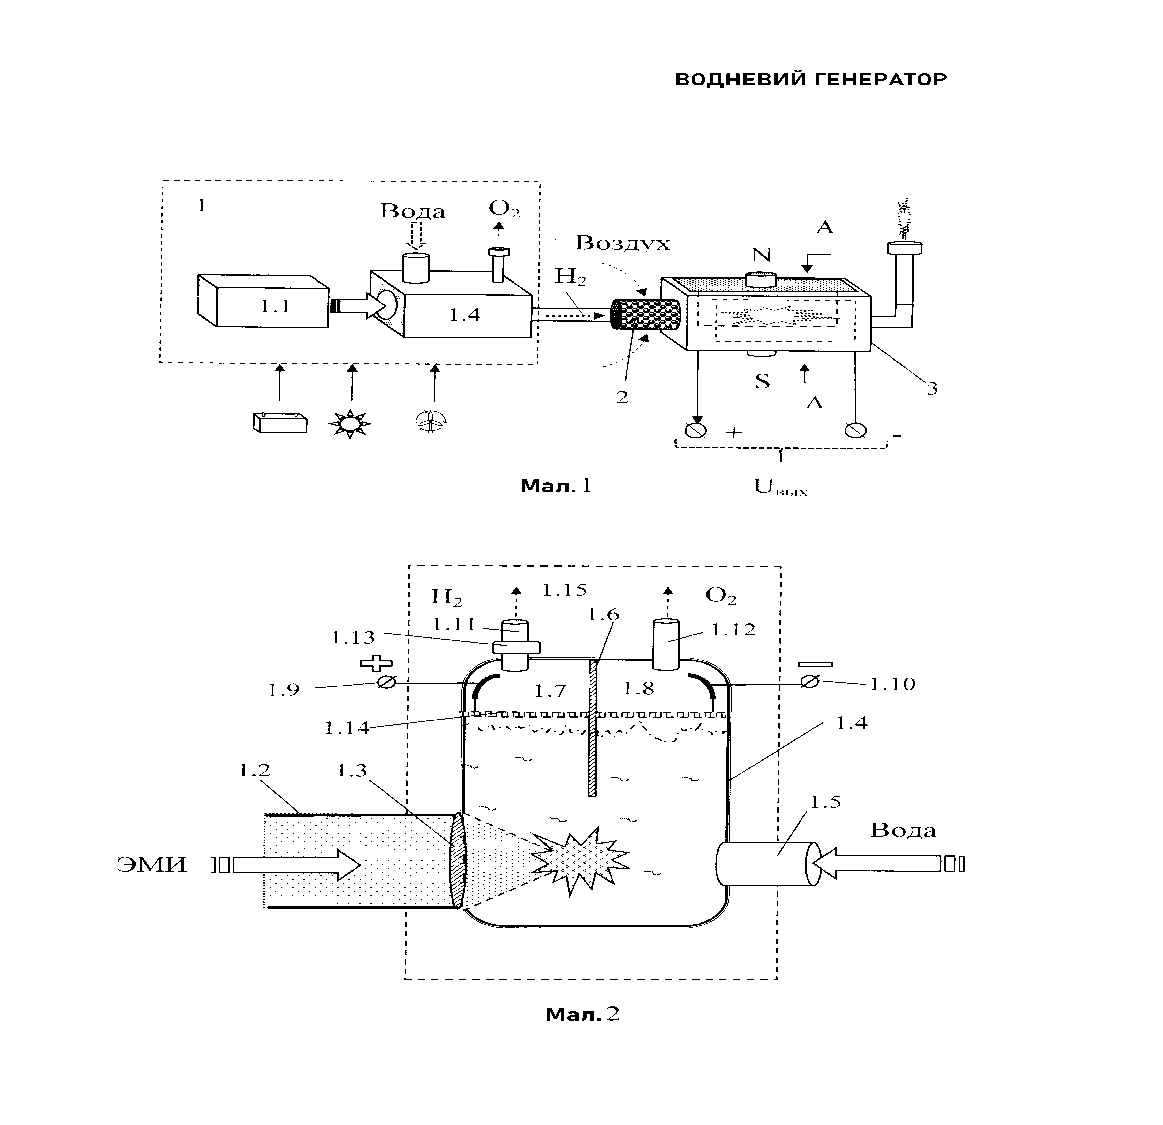 ВОДНЕВИЙ ГЕНЕРАТОР
1
Вода
O₂
Воздух
H₂
N
A
1.1
1.4
2
S
A
3
+
-
Мал. 1
Uвых
H₂
1.15
O₂
1.6
1.11
1.12
1.13
1.9
1.7
1.8
1.10
1.14
1.4
1.2
1.3
1.5
Вода
ЭМИ
Мал. 2